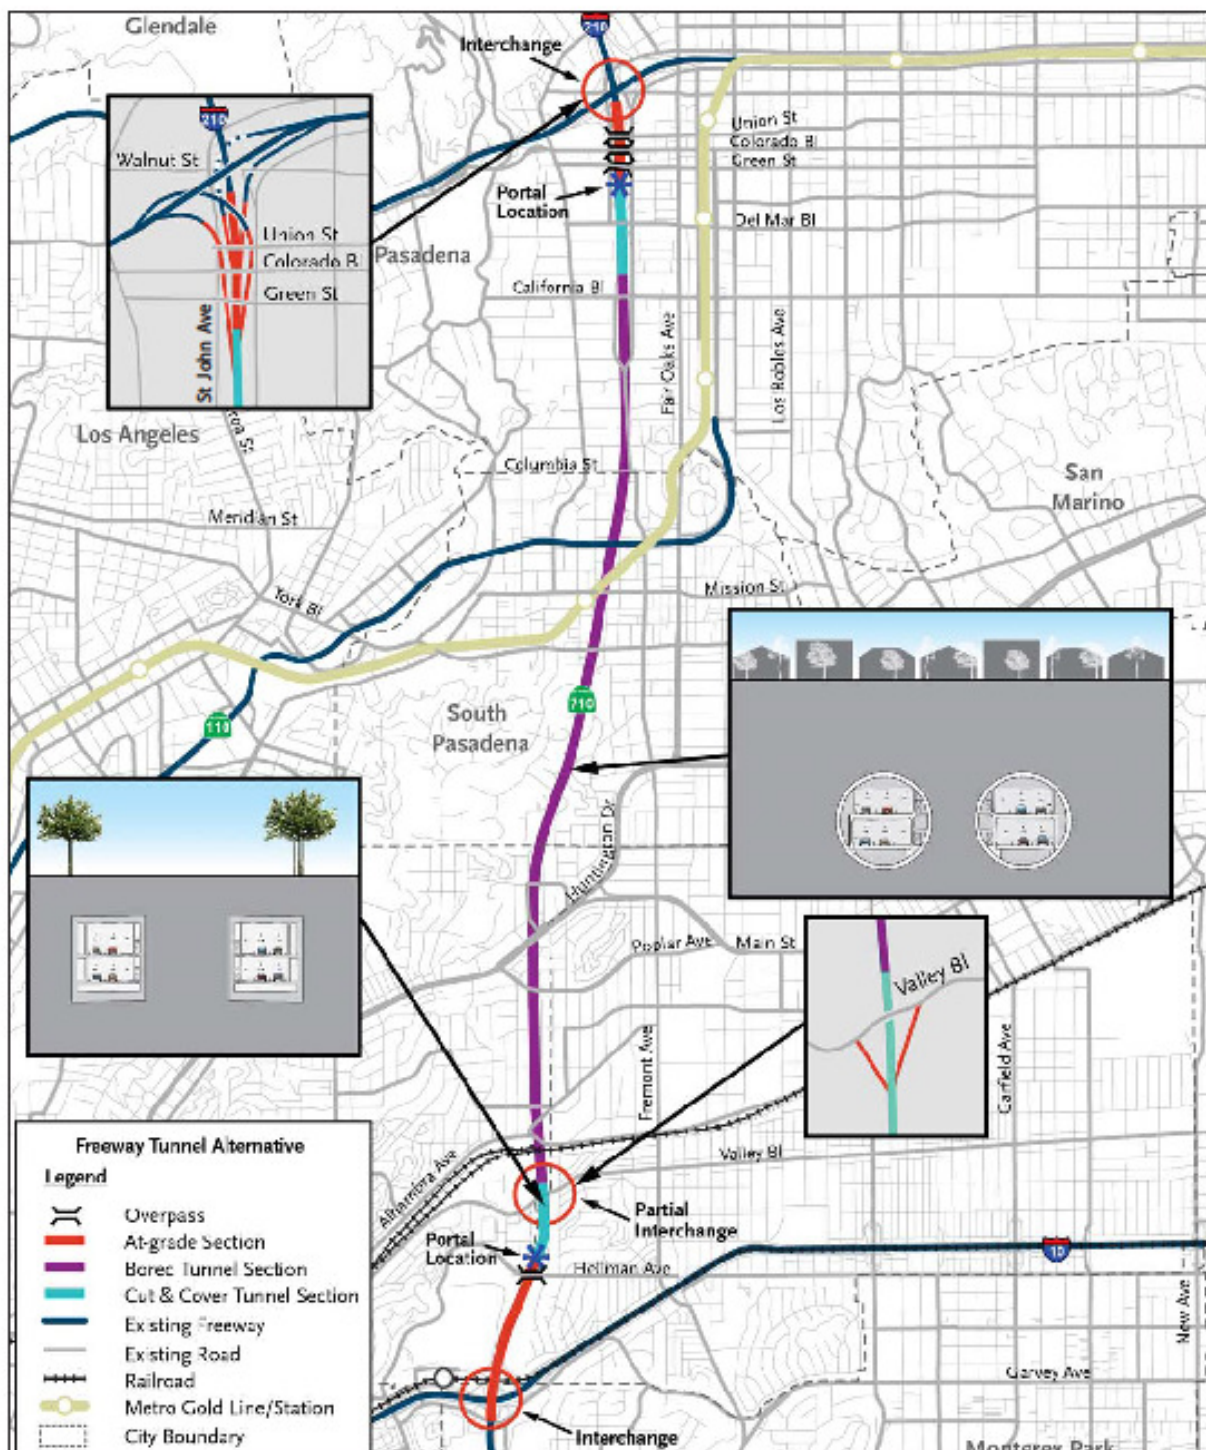 Glendale
210
Interchange
210
Walnut St
Union St
Colorado B
Green St
St John Ave
Union St
Colorado Bl
Green St
Portal
Location
Del Mar Bl
Pasadena
California Bl
Fair Oaks Ave
Los Robles Ave
Los Angeles
Columbia St
San
Marino
Meridian St
York Bl
Mission St
110
710
South
Pasadena
Huntington Dr
Poplar Ave
Main St
Valley Bl
Fremont Ave
Garfield Ave
Alhambra Ave
Valley Bl
Partial
Interchange
Portal
Location
Hellman Ave
10
New Ave
Garvey Ave
Interchange
Monterey Park
Freeway Tunnel Alternative
Legend
Overpass
At-grade Section
Bored Tunnel Section
Cut & Cover Tunnel Section
Existing Freeway
Existing Road
Railroad
Metro Gold Line/Station
City Boundary